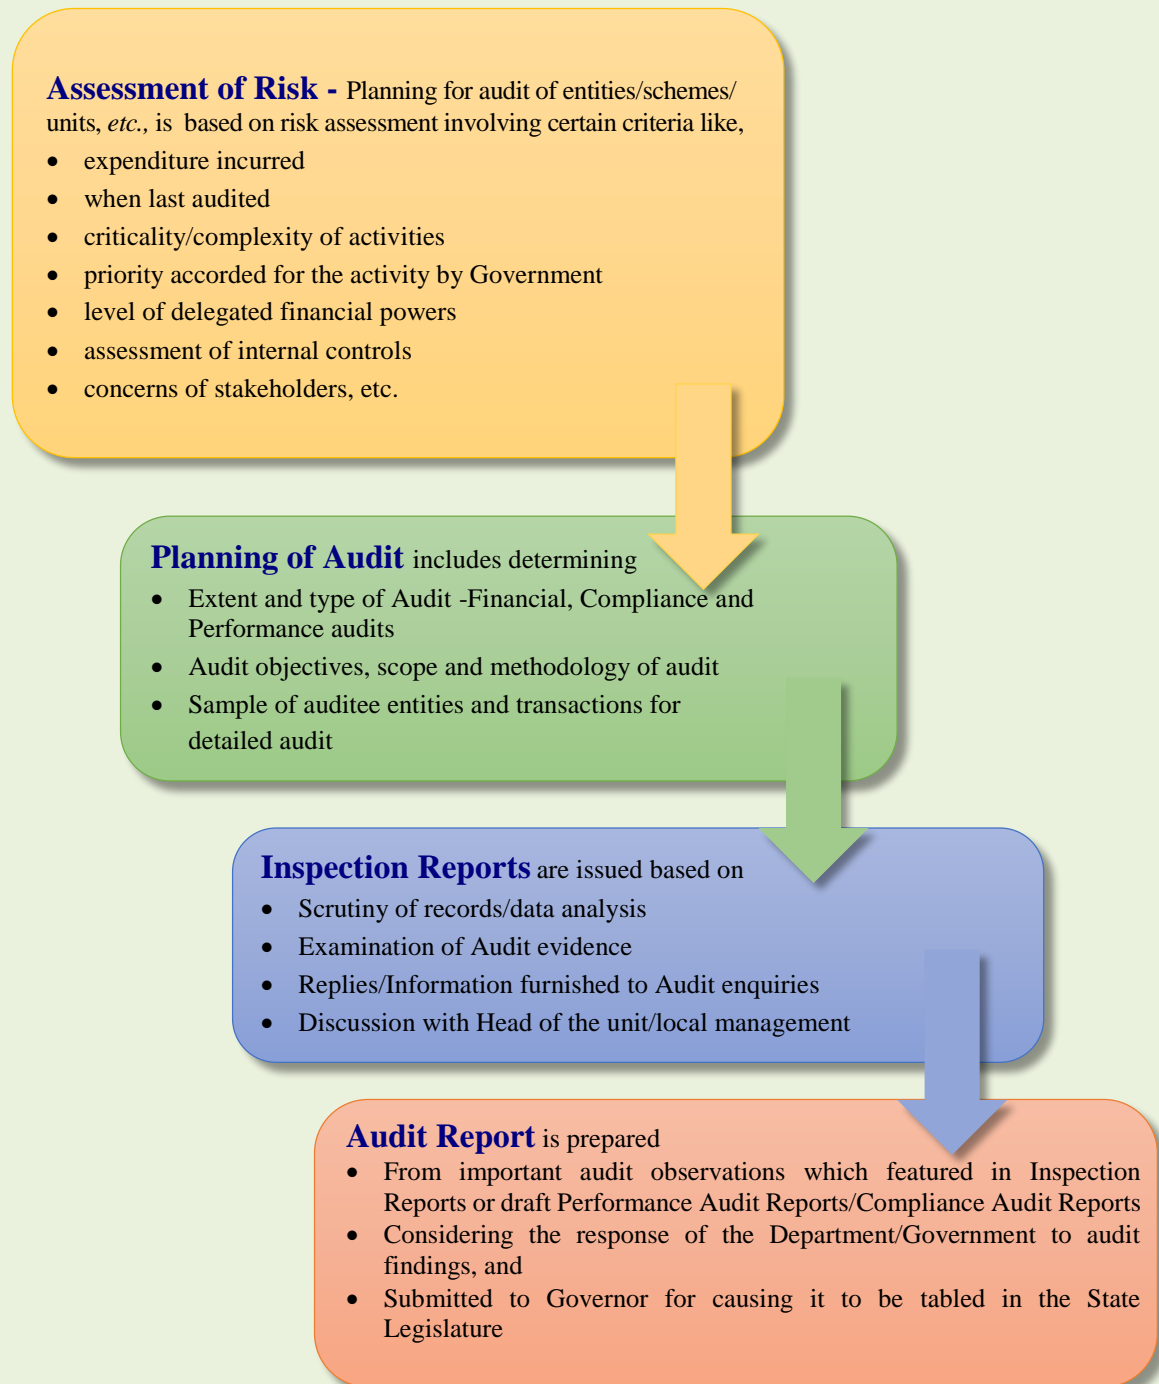 Assessment of Risk - Planning for audit of entities/schemes/
units, etc., is based on risk assessment involving certain criteria like,
• expenditure incurred
• when last audited
• criticality/complexity of activities
• priority accorded for the activity by Government
• level of delegated financial powers
• assessment of internal controls
• concerns of stakeholders, etc.
Planning of Audit includes determining
• Extent and type of Audit -Financial, Compliance and
Performance audits
• Audit objectives, scope and methodology of audit
• Sample of auditee entities and transactions for
detailed audit
Inspection Reports are issued based on
• Scrutiny of records/data analysis
• Examination of Audit evidence
• Replies/Information furnished to Audit enquiries
• Discussion with Head of the unit/local management
Audit Report is prepared
• From important audit observations which featured in Inspection
Reports or draft Performance Audit Reports/Compliance Audit Reports
• Considering the response of the Department/Government to audit
findings, and
• Submitted to Governor for causing it to be tabled in the State
Legislature